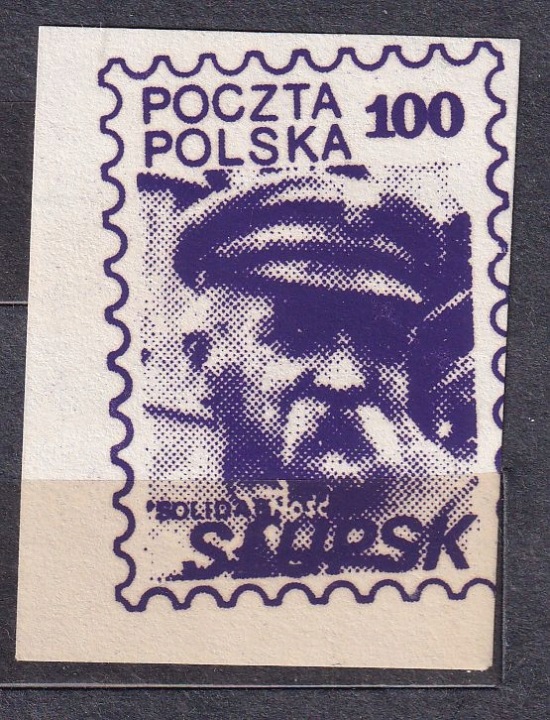 POCZTA
POLSKA
100
SOLIDARNOŚĆ
SŁUPSK